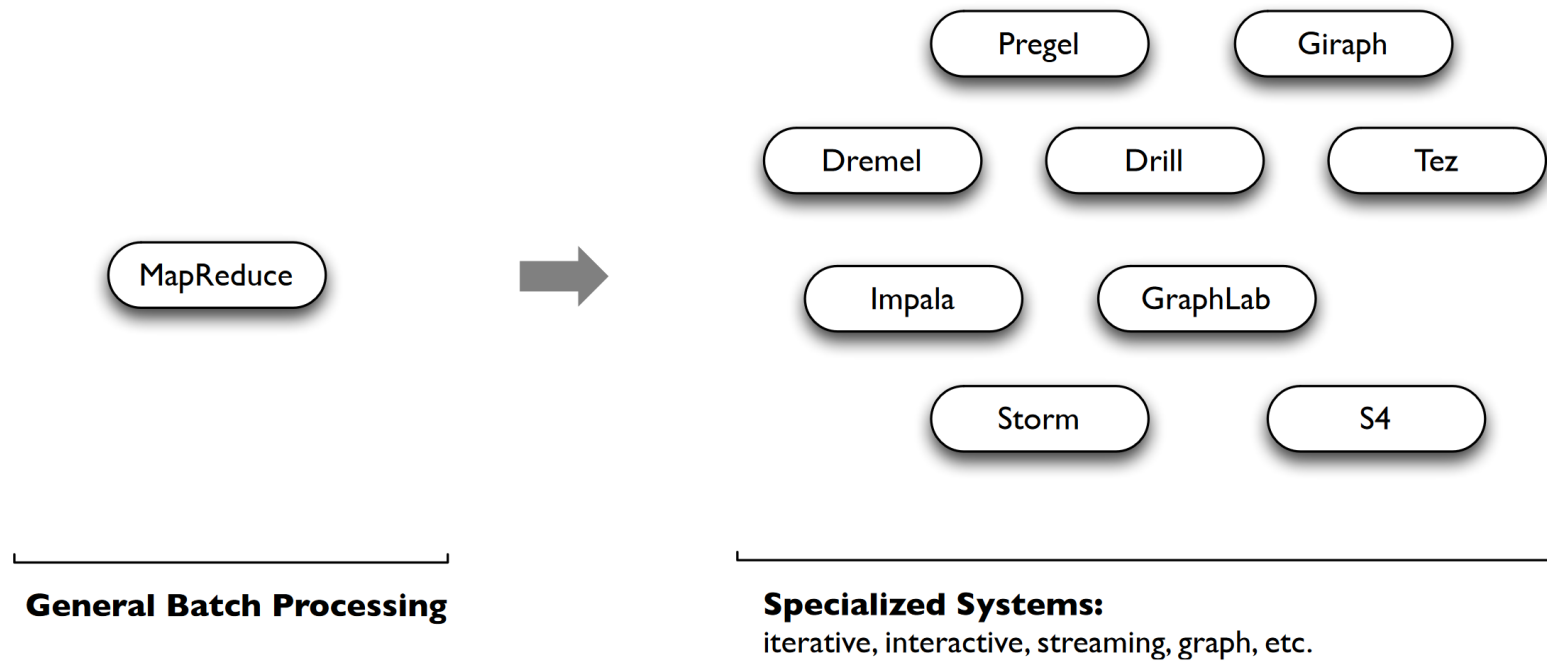 Pregel
Giraph
Dremel
Drill
Tez
MapReduce
Impala
GraphLab
Storm
S4
General Batch Processing
Specialized Systems:
iterative, interactive, streaming, graph, etc.